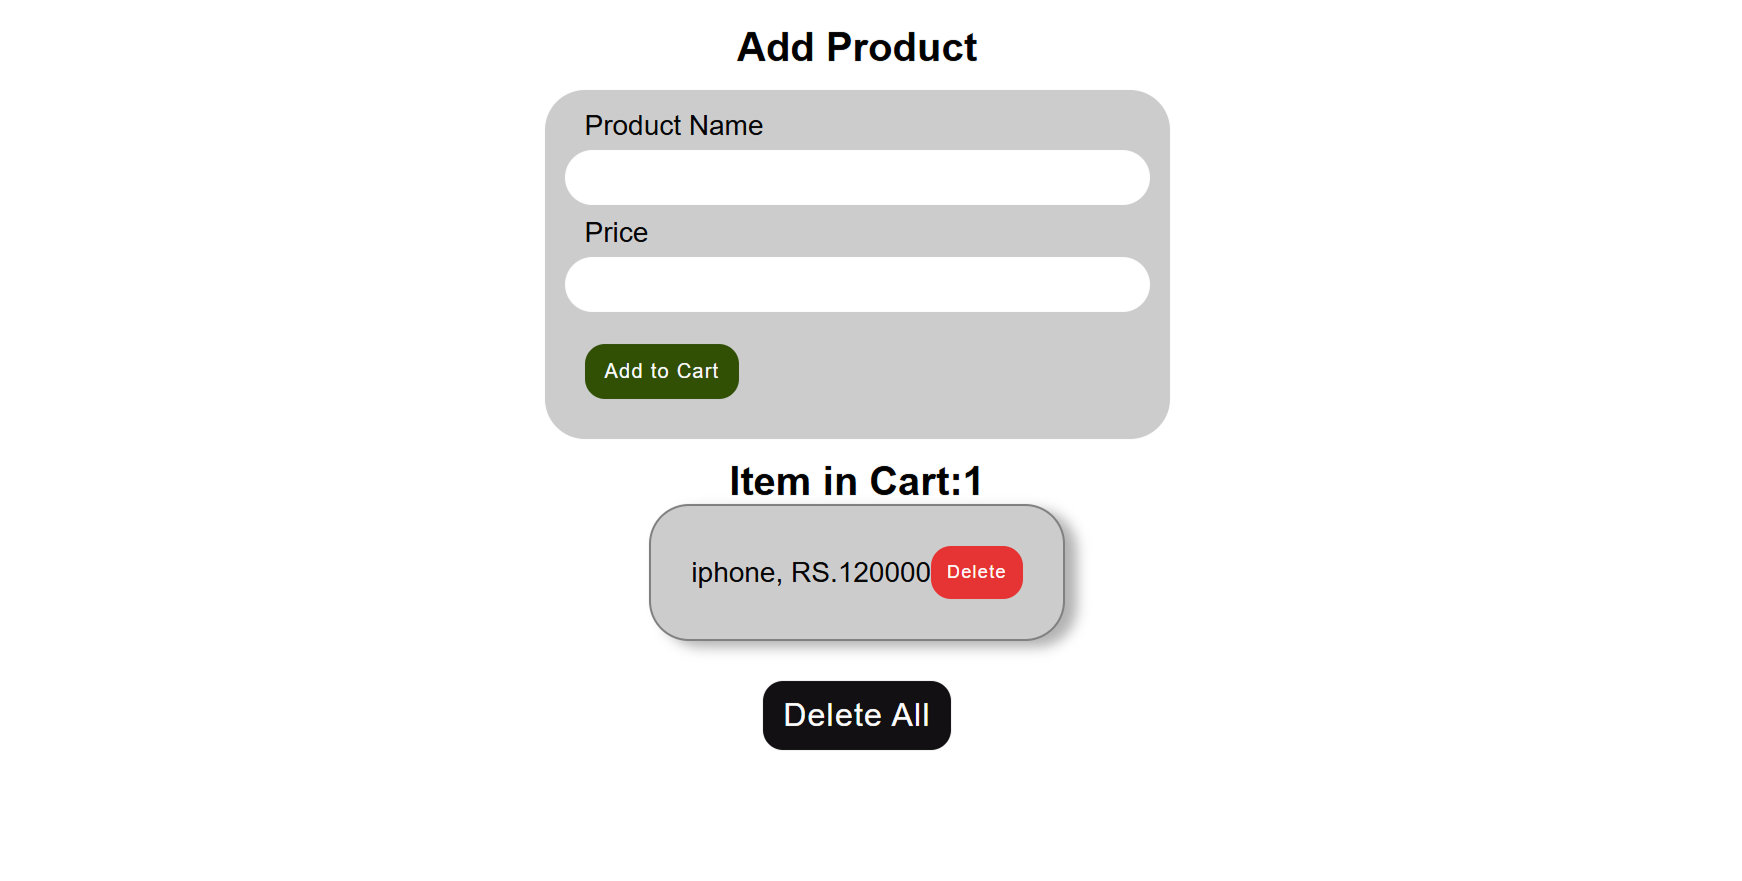 Add Product
Product Name
Price
Add to Cart
Item in Cart:1
iphone, RS.120000 Delete
Delete All